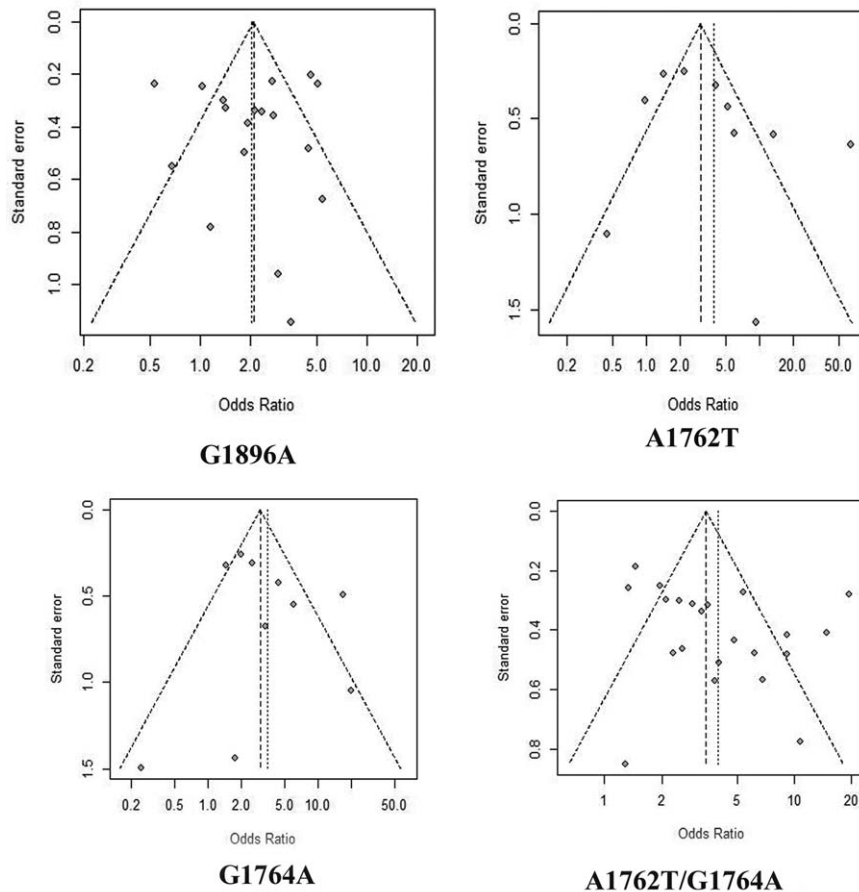 0.0
0.2
0.4
0.6
0.8
1.0
Standard error
0.2 0.5 1.0 2.0 5.0 10.0 20.0
Odds Ratio
G1896A
0.0
0.5
1.0
1.5
Standard error
0.2 0.5 1.0 2.0 5.0 20.0 50.0
Odds Ratio
A1762T
0.0
0.5
1.0
1.5
Standard error
0.2 0.5 1.0 2.0 5.0 10.0 50.0
Odds Ratio
G1764A
0.0
0.2
0.4
0.6
0.8
Standard error
1 2 5 10 20
Odds Ratio
A1762T/G1764A